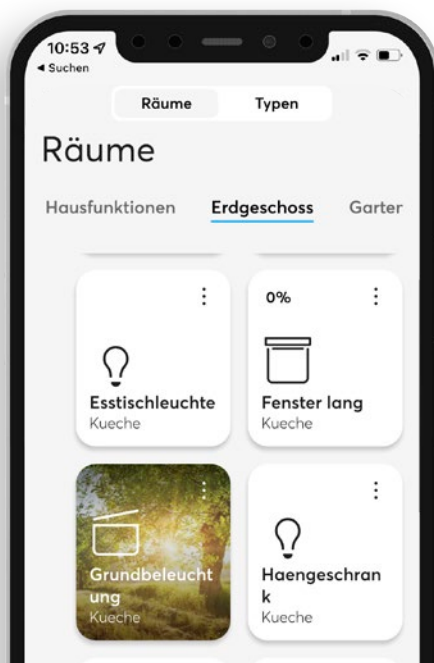 10:53
◀ Suchen
Räume Typen
Räume
Hausfunktionen Erdgeschoss Garten
0%
Esstischleuchte Fenster lang
Kueche Kueche
Grundbeleucht Haengeschran
ung k
Kueche Kueche